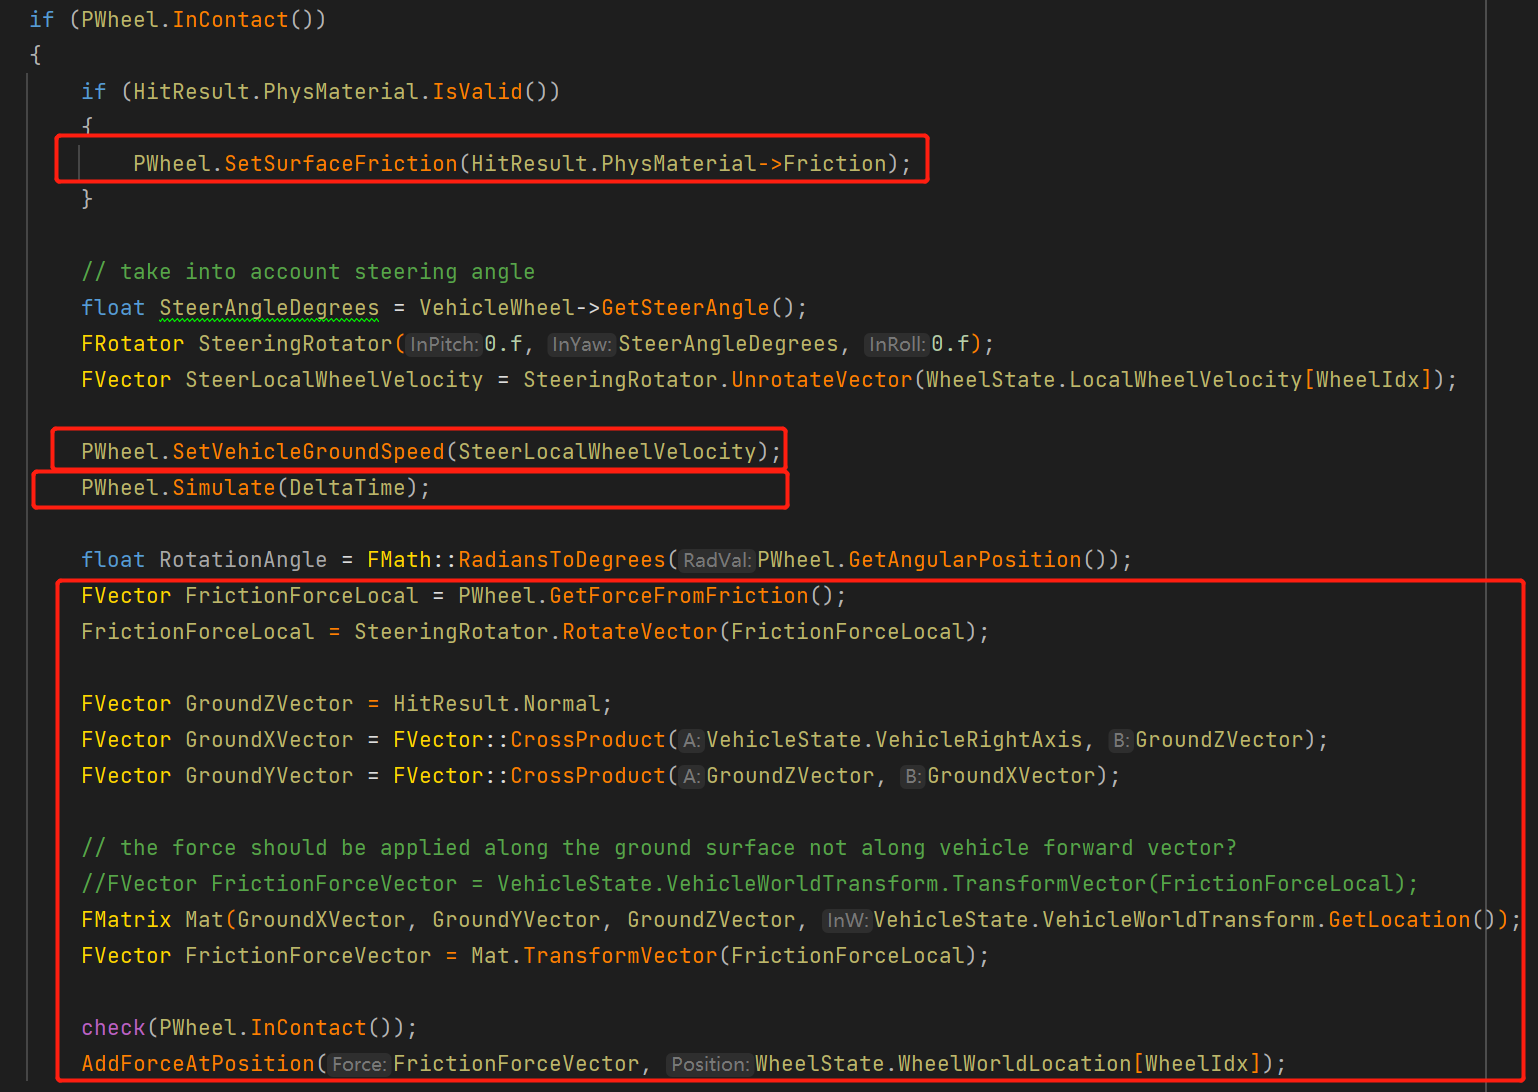 if (PWheel.InContact())
{
if (HitResult.PhysMaterial.IsValid())
{
PWheel.SetSurfaceFriction(HitResult.PhysMaterial->Friction);
}
// take into account steering angle
float SteerAngleDegrees = VehicleWheel->GetSteerAngle();
FRotator SteeringRotator( InPitch: 0.f, InYaw: SteerAngleDegrees, InRoll: 0.f);
FVector SteerLocalWheelVelocity = SteeringRotator.UnrotateVector(WheelState.LocalWheelVelocity[WheelIdx]);
PWheel.SetVehicleGroundSpeed(SteerLocalWheelVelocity);
PWheel.Simulate(DeltaTime);
float RotationAngle = FMath::RadiansToDegrees( RadVal: PWheel.GetAngularPosition());
FVector FrictionForceLocal = PWheel.GetForceFromFriction();
FrictionForceLocal = SteeringRotator.RotateVector(FrictionForceLocal);
FVector GroundZVector = HitResult.Normal;
FVector GroundXVector = FVector::CrossProduct( A: VehicleState.VehicleRightAxis, B: GroundZVector);
FVector GroundYVector = FVector::CrossProduct( A: GroundZVector, B: GroundXVector);
// the force should be applied along the ground surface not along vehicle forward vector?
//FVector FrictionForceVector = VehicleState.VehicleWorldTransform.TransformVector(FrictionForceLocal);
FMatrix Mat(GroundXVector, GroundYVector, GroundZVector, InW: VehicleState.VehicleWorldTransform.GetLocation());
FVector FrictionForceVector = Mat.TransformVector(FrictionForceLocal);
check(PWheel.InContact());
AddForceAtPosition( Force: FrictionForceVector, Position: WheelState.WheelWorldLocation[WheelIdx]);